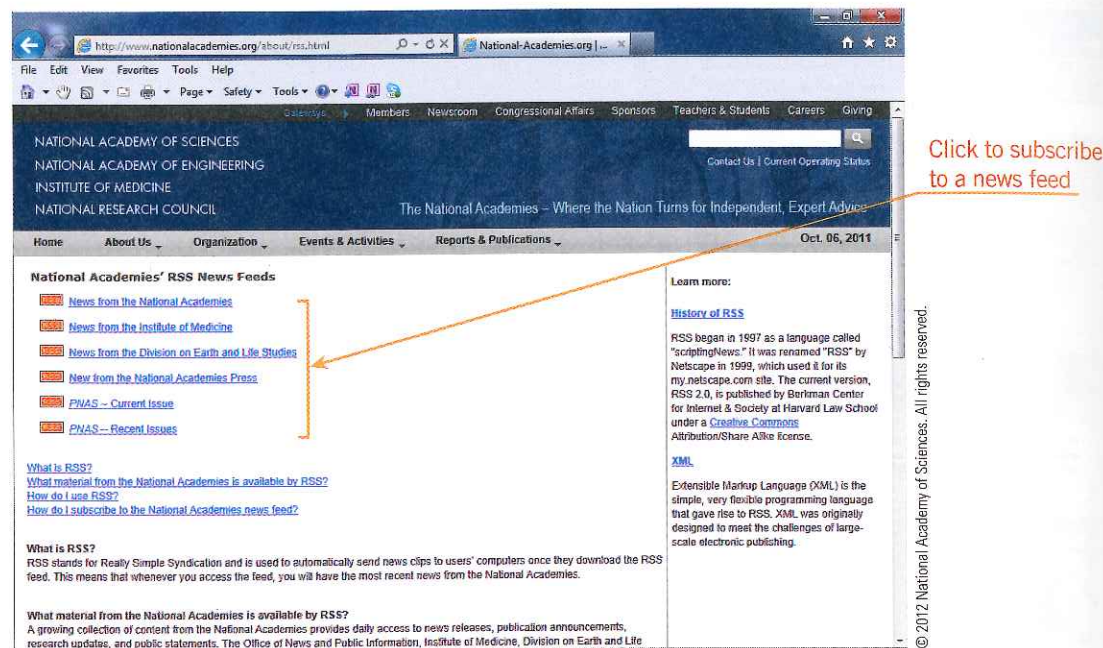 http://www.nationalacademies.org/about/rss.html
National-Academies.org | ...
File Edit View Favorites Tools Help
Page Safety Tools
Members Newsroom Congressional Affairs Sponsors Teachers & Students Careers Giving
NATIONAL ACADEMY OF SCIENCES
NATIONAL ACADEMY OF ENGINEERING
INSTITUTE OF MEDICINE
NATIONAL RESEARCH COUNCIL
Contact Us | Current Operating Status
The National Academies – Where the Nation Turns for Independent, Expert Advice
Home About Us Organization Events & Activities Reports & Publications Oct. 06, 2011
National Academies' RSS News Feeds
News from the National Academies
News from the Institute of Medicine
News from the Division on Earth and Life Studies
New from the National Academies Press
PNAS -- Current Issue
PNAS -- Recent Issues
What is RSS?
What material from the National Academies is available by RSS?
How do I use RSS?
How do I subscribe to the National Academies news feed?
What is RSS?
RSS stands for Really Simple Syndication and is used to automatically send news clips to users' computers once they download the RSS
feed. This means that whenever you access the feed, you will have the most recent news from the National Academies.
What material from the National Academies is available by RSS?
A growing collection of content from the National Academies provides daily access to news releases, publication announcements,
research updates, and public statements. The Office of News and Public Information, Institute of Medicine, Division on Earth and Life
Learn more:
History of RSS
RSS began in 1997 as a language called
"scriptingNews." It was renamed "RSS" by
Netscape in 1999, which used it for its
my.netscape.com site. The current version,
RSS 2.0, is published by Berkman Center
for Internet & Society at Harvard Law School
under a Creative Commons
Attribution/Share Alike license.
XML
Extensible Markup Language (XML) is the
simple, very flexible programming language
that gave rise to RSS. XML was originally
designed to meet the challenges of large-
scale electronic publishing.
Click to subscribe
to a news feed
© 2012 National Academy of Sciences. All rights reserved.